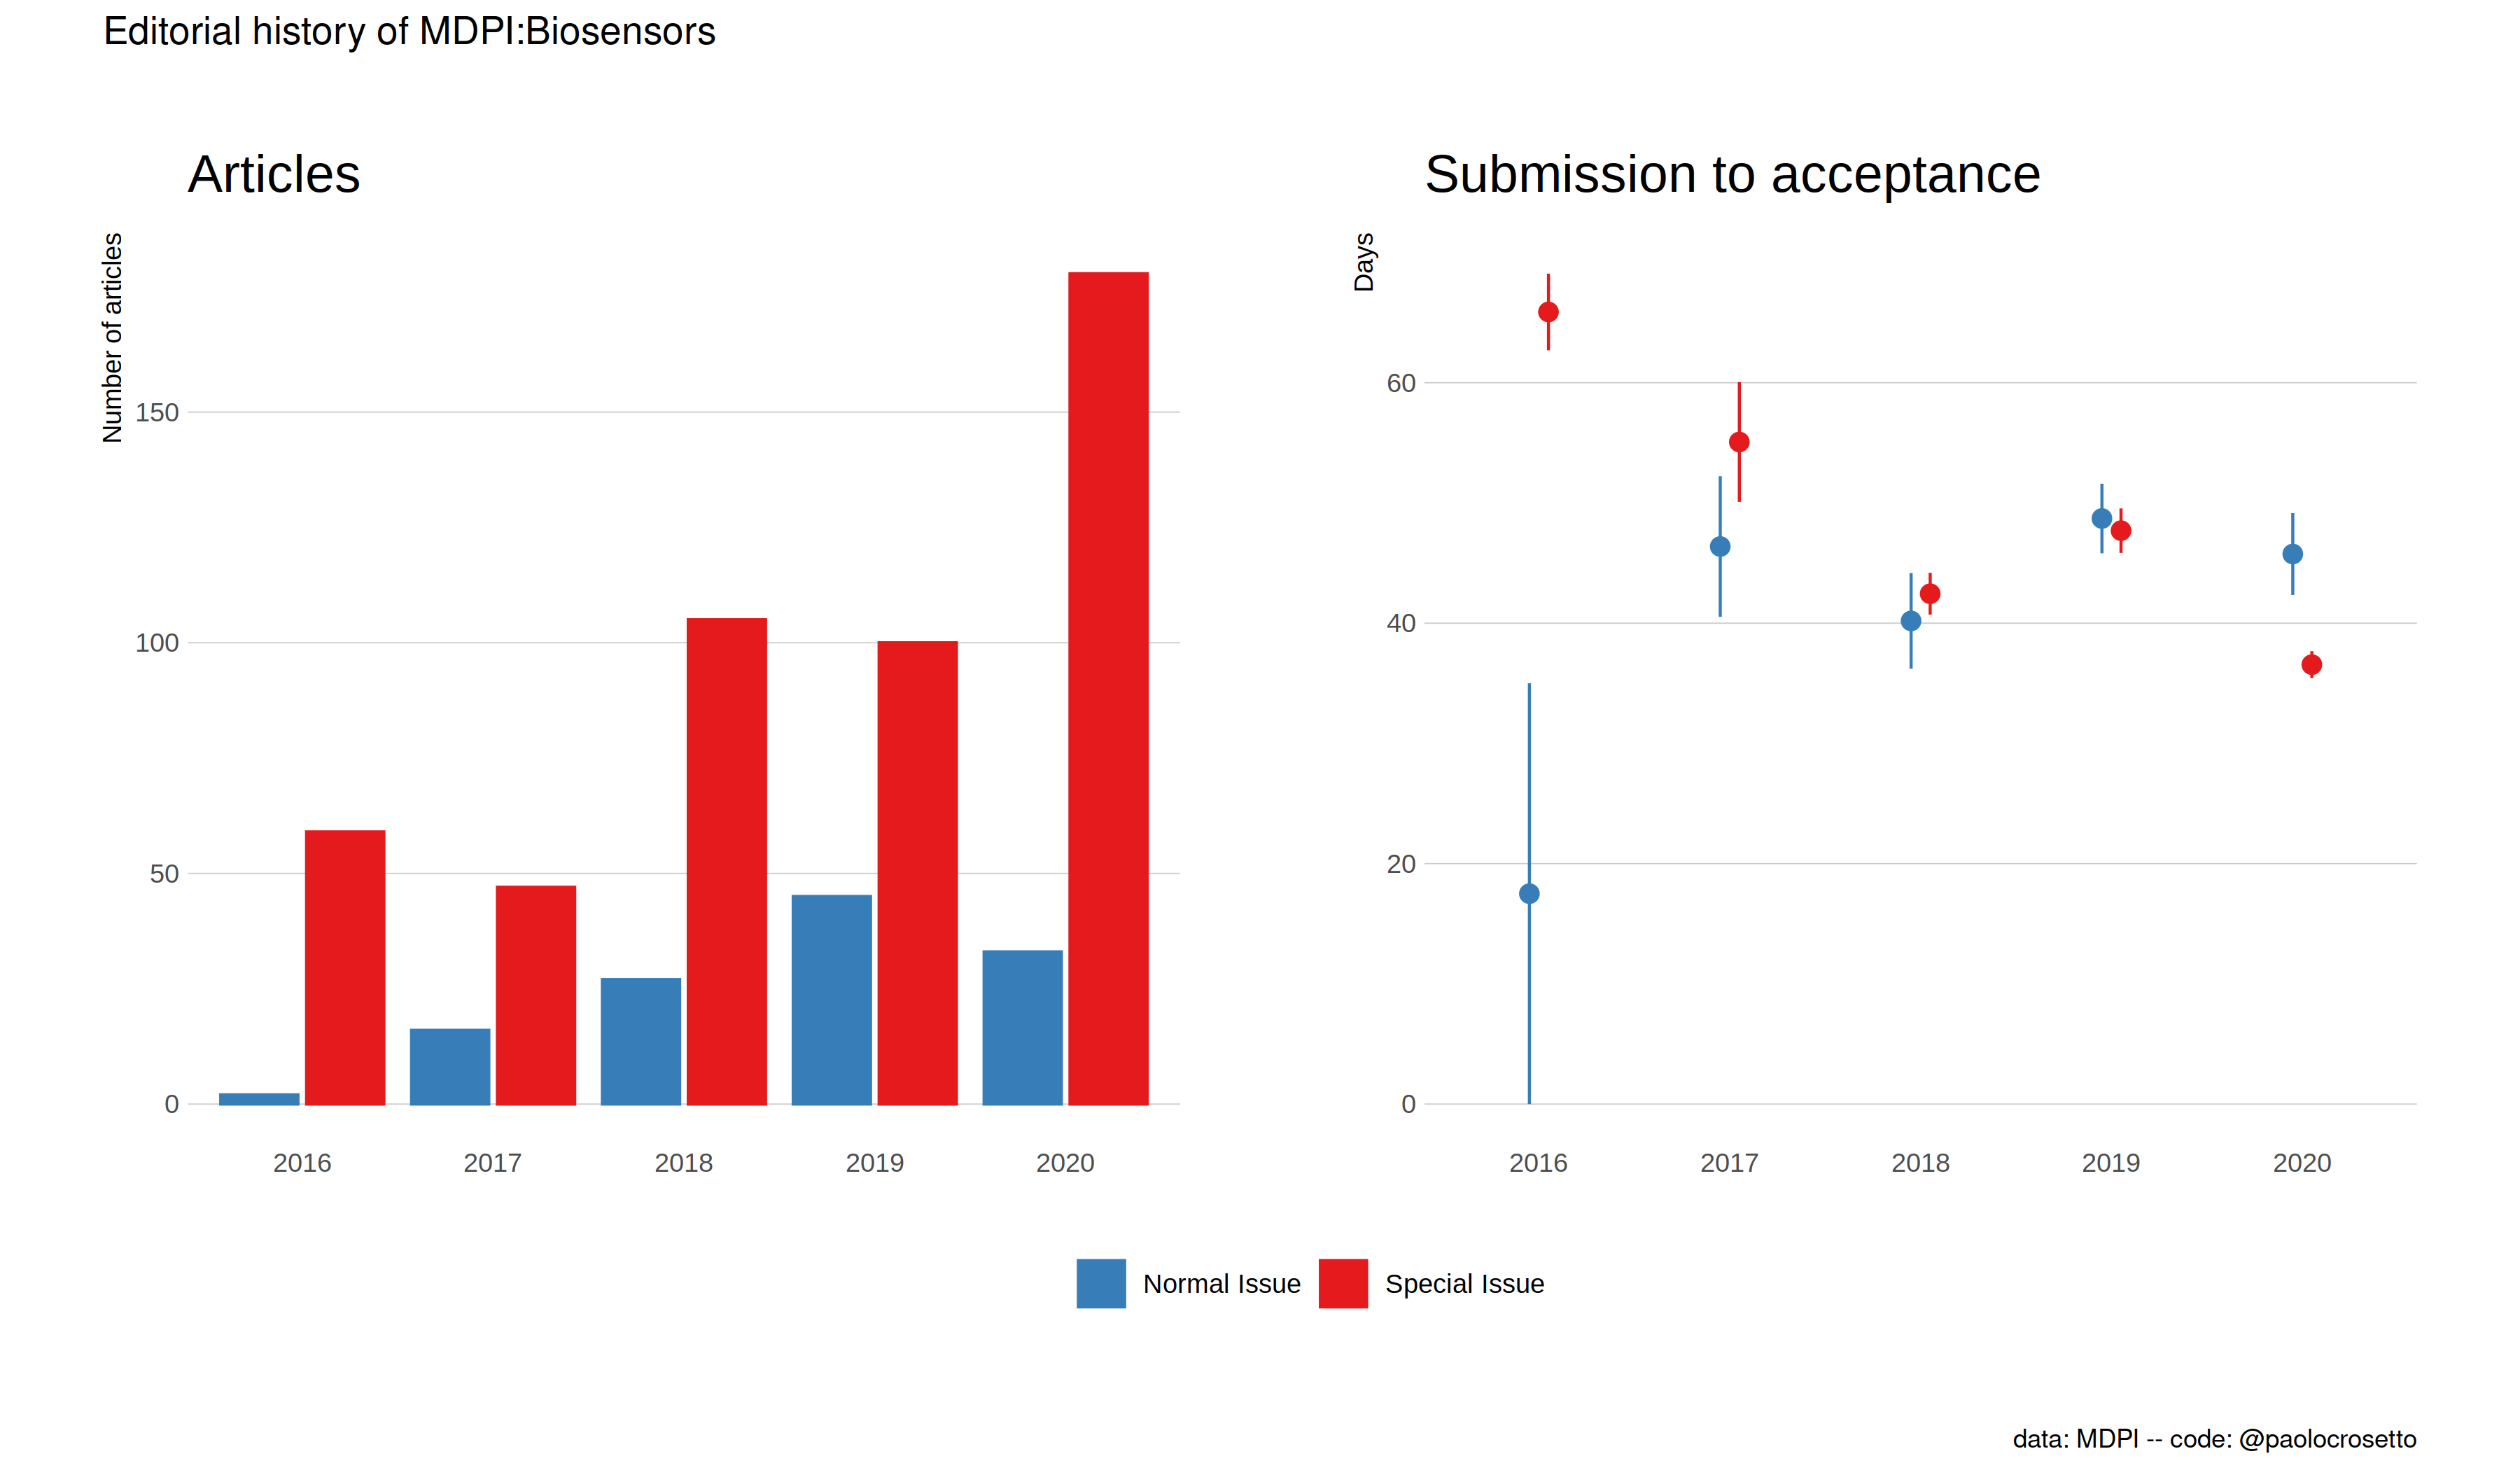 Editorial history of MDPI:Biosensors
Articles
Number of articles
150
100
50
0
2016 2017 2018 2019 2020
Submission to acceptance
Days
60
40
20
0
2016 2017 2018 2019 2020
Normal Issue Special Issue
data: MDPI -- code: @paolocrosetto